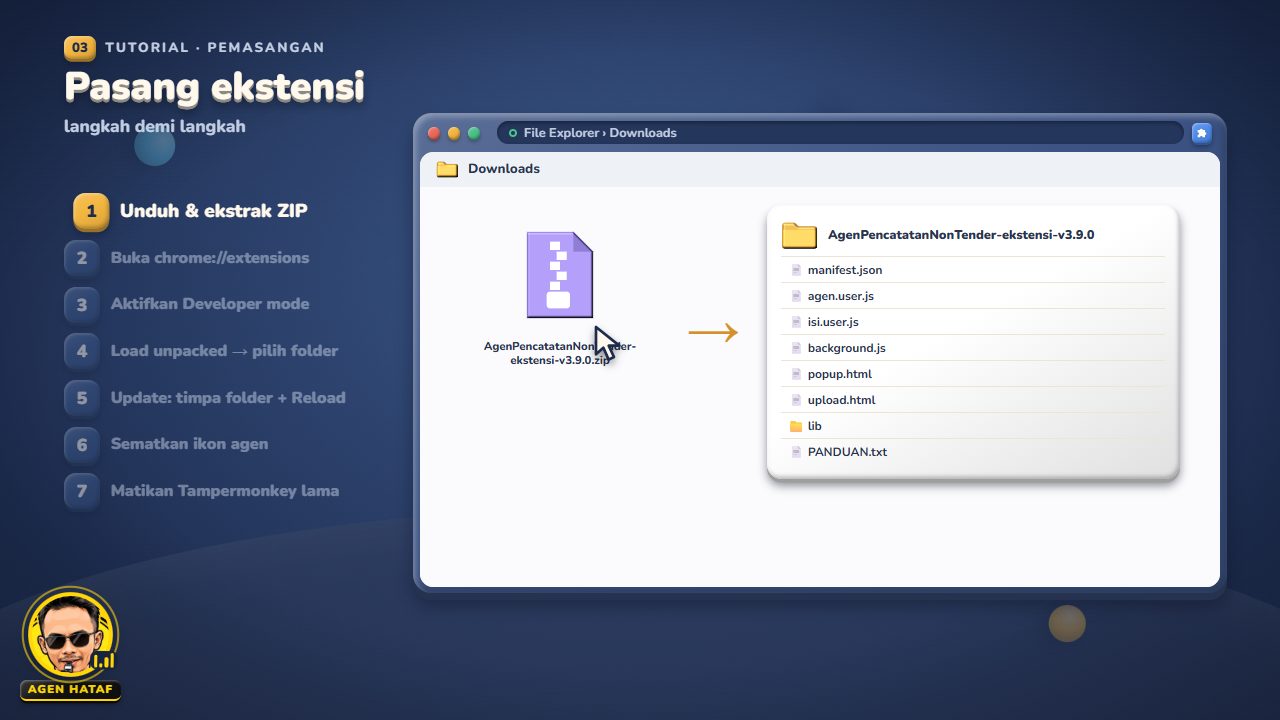 03 TUTORIAL · PEMASANGAN
Pasang ekstensi
langkah demi langkah
1 Unduh & ekstrak ZIP
2 Buka chrome://extensions
3 Aktifkan Developer mode
4 Load unpacked → pilih folder
5 Update: timpa folder + Reload
6 Sematkan ikon agen
7 Matikan Tampermonkey lama
File Explorer › Downloads
Downloads
AgenPencatatanNonTender-
ekstensi-v3.9.0.zip
→
AgenPencatatanNonTender-ekstensi-v3.9.0
manifest.json
agen.user.js
isi.user.js
background.js
popup.html
upload.html
lib
PANDUAN.txt
AGEN HATAF